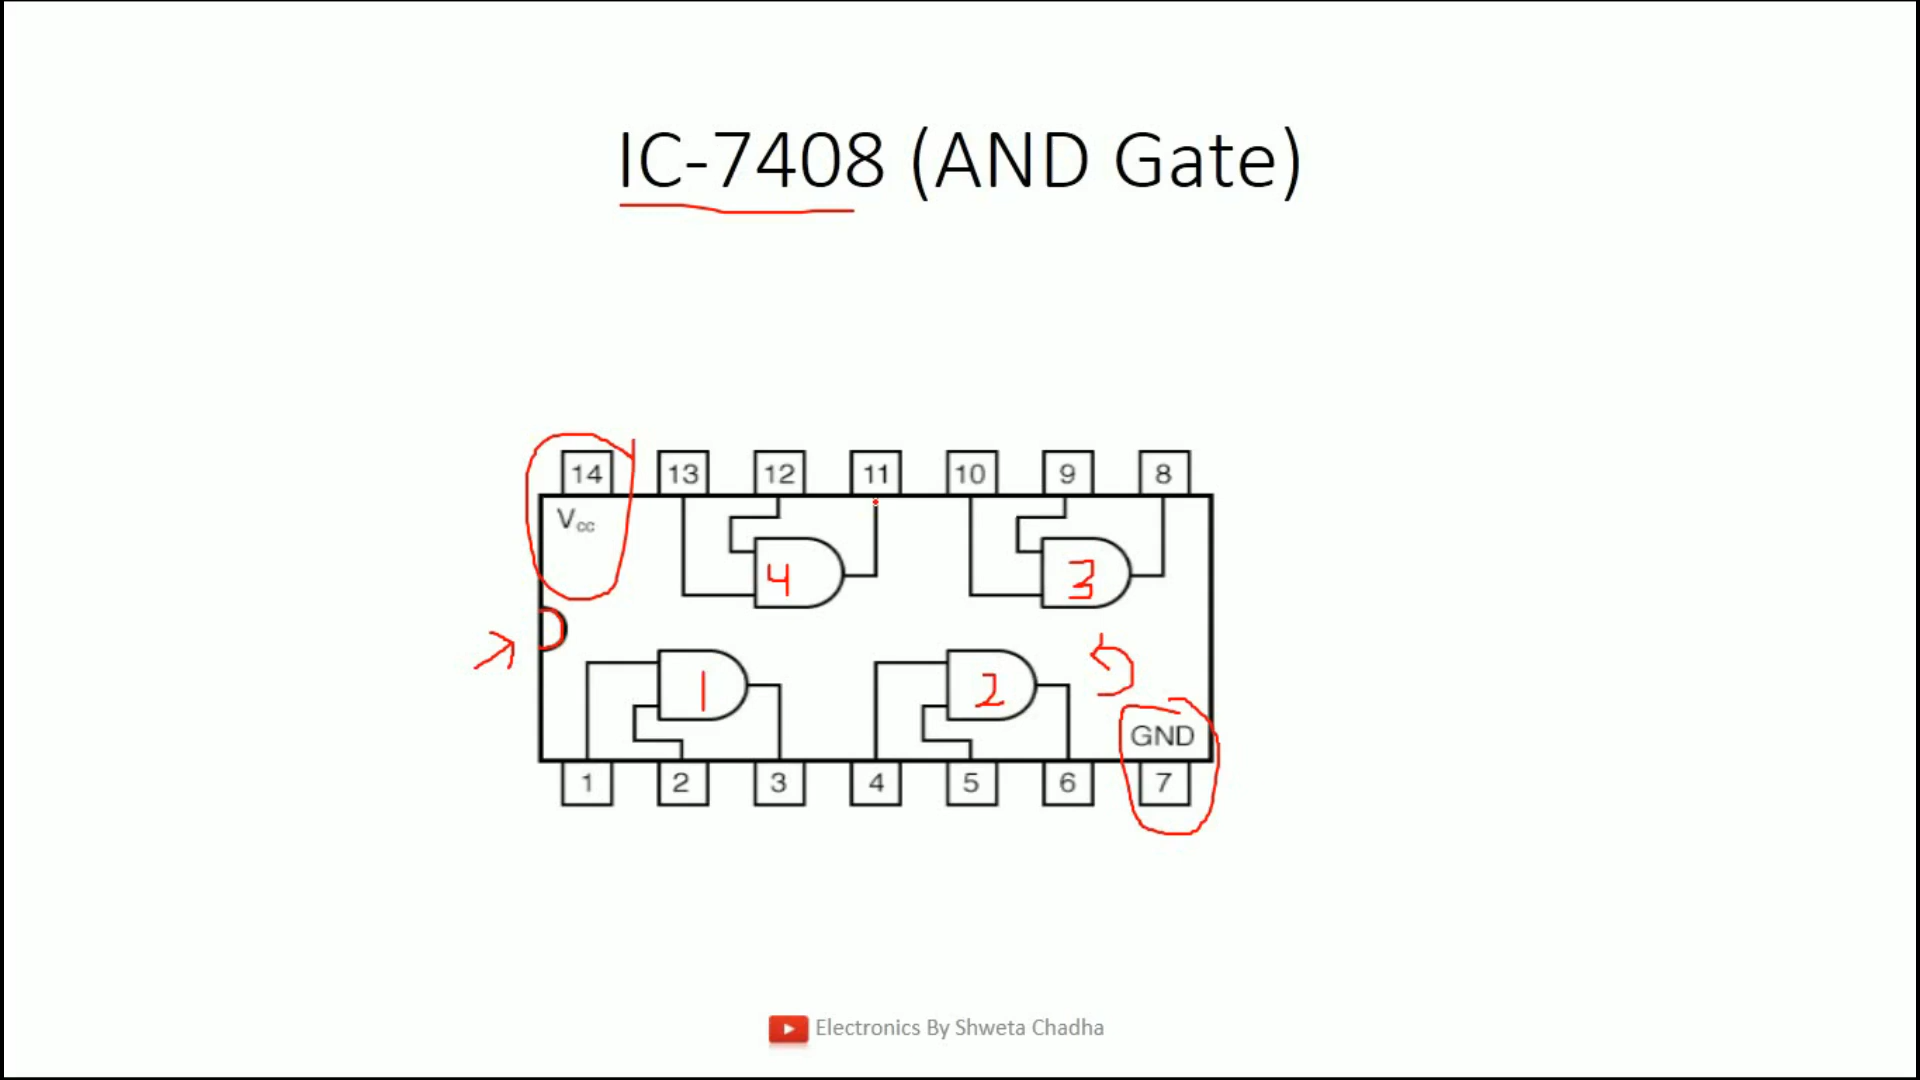 IC-7408 (AND Gate)
14 13 12 11 10 9 8
Vcc
4 3
1 2
GND
1 2 3 4 5 6 7
Electronics By Shweta Chadha